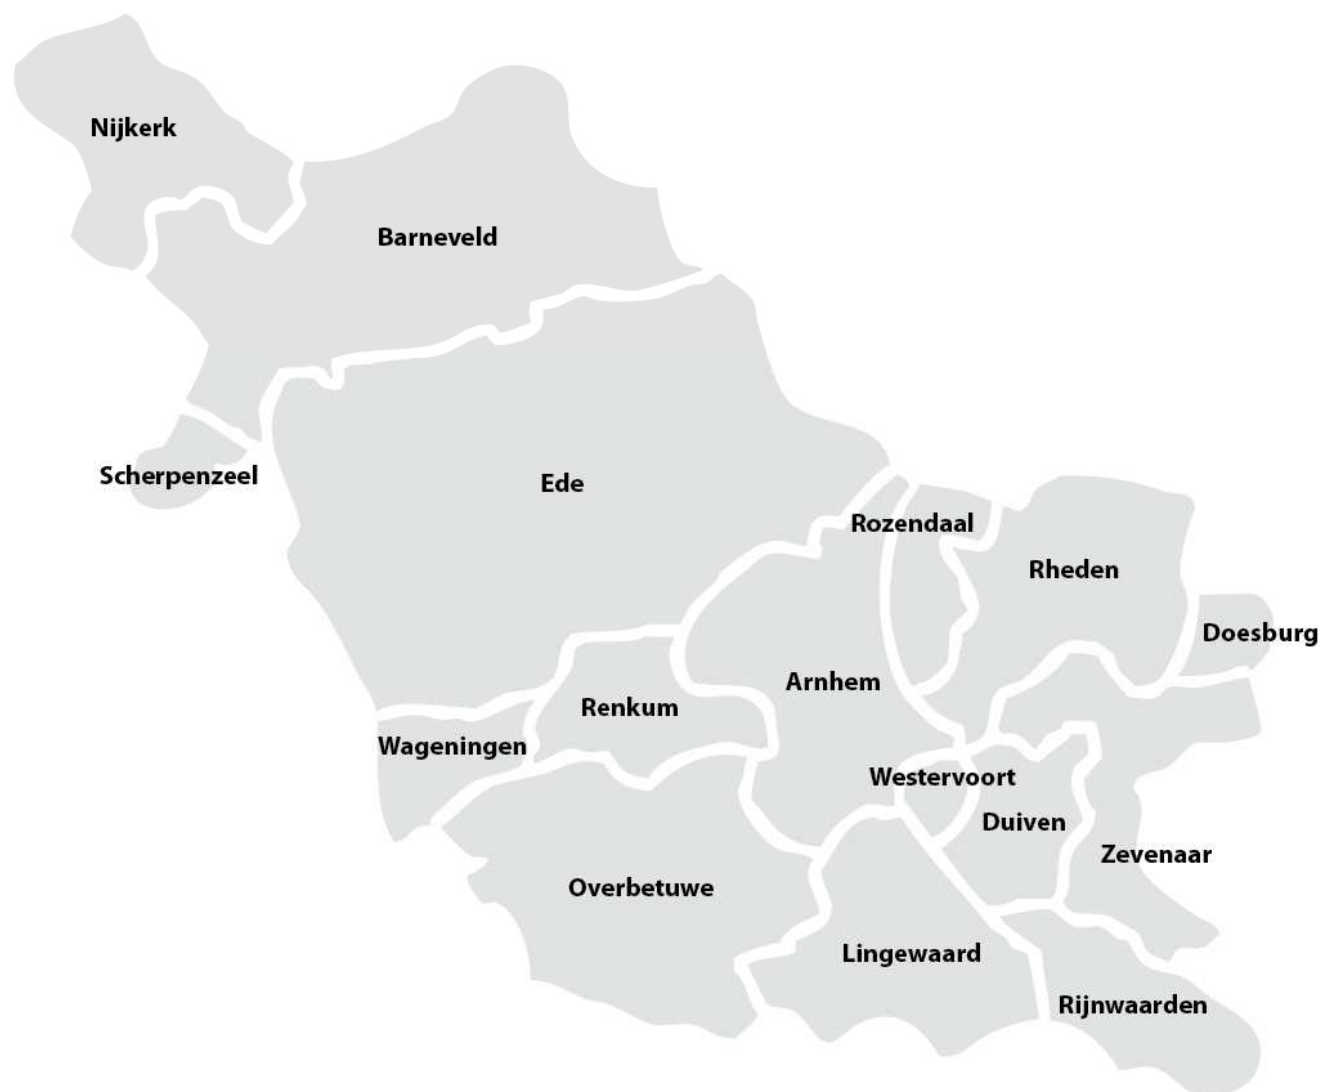 Nijkerk
Barneveld
Scherpenzeel
Ede
Rozendaal
Rheden
Doesburg
Arnhem
Renkum
Wageningen
Westervoort
Duiven
Zevenaar
Overbetuwe
Lingewaard
Rijnwaarden